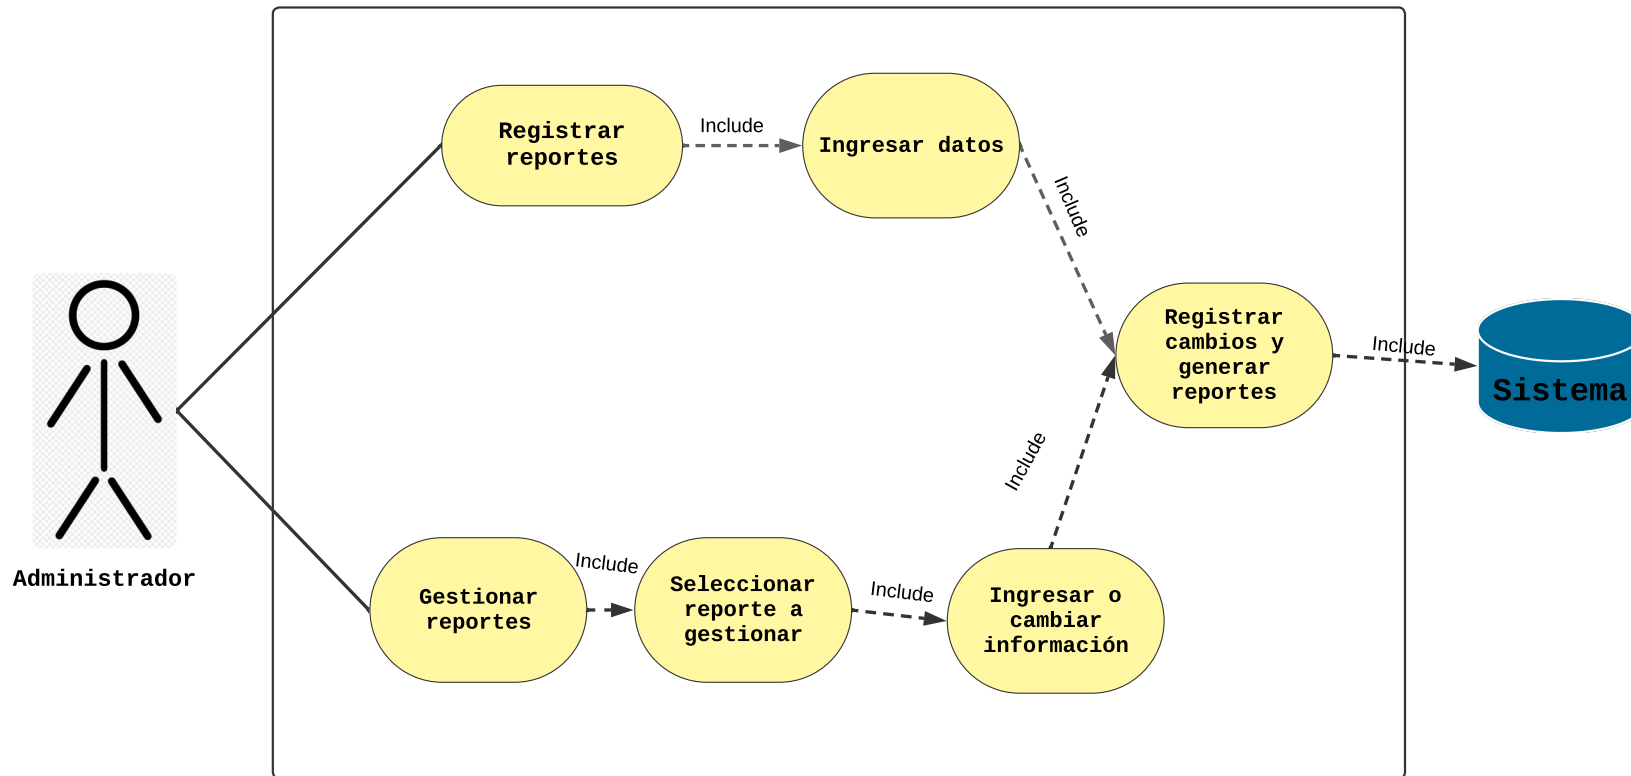 Registrar
reportes
Include
Ingresar datos
Include
Registrar
cambios y
generar
reportes
Include
Sistema
Administrador
Gestionar
reportes
Include
Seleccionar
reporte a
gestionar
Include
Ingresar o
cambiar
información
Include